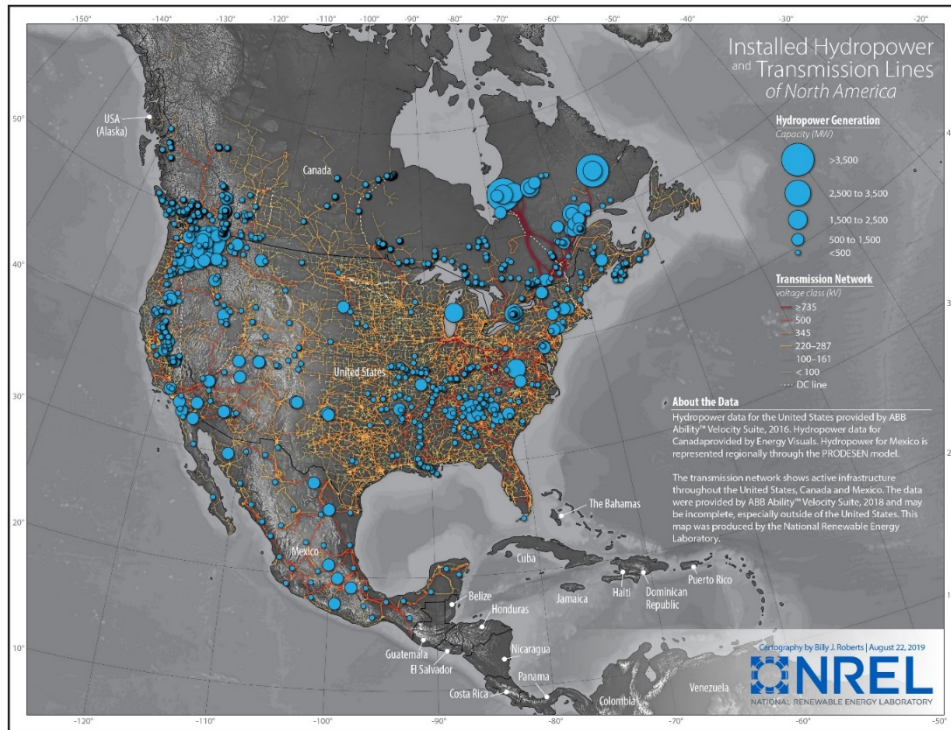 -150°
-140°
-130°
-120°
-110°
-100°
-90°
-80°
-70°
-60°
-50°
-40°
-30°
-20°
Installed Hydropower
and Transmission Lines
of North America
Hydropower Generation
Capacity (MW)
>3,500
2,500 to 3,500
1,500 to 2,500
500 to 1,500
<500
Transmission Network
voltage class (kV)
≥735
500
345
220–287
100–161
< 100
DC line
About the Data
Hydropower data for the United States provided by ABB
Ability™ Velocity Suite, 2016. Hydropower data for
Canadaprovided by Energy Visuals. Hydropower for Mexico is
represented regionally through the PRODESEN model.
The transmission network shows active infrastructure
throughout the United States, Canada and Mexico. The data
were provided by ABB Ability™ Velocity Suite, 2018 and may
be incomplete, especially outside of the United States. This
map was produced by the National Renewable Energy
Laboratory.
50°
USA
(Alaska)
Canada
40°
United States
30°
20°
Mexico
10°
The Bahamas
Cuba
Jamaica
Haiti
Dominican
Republic
Puerto Rico
Belize
Honduras
Guatemala
El Salvador
Nicaragua
Costa Rica
Panama
Colombia
Venezuela
50°
40°
10°
Cartography by Billy J. Roberts | August 22, 2019
NREL
NATIONAL RENEWABLE ENERGY LABORATORY
-120°
-110°
-100°
-90°
-80°
-70°
-60°
-50°